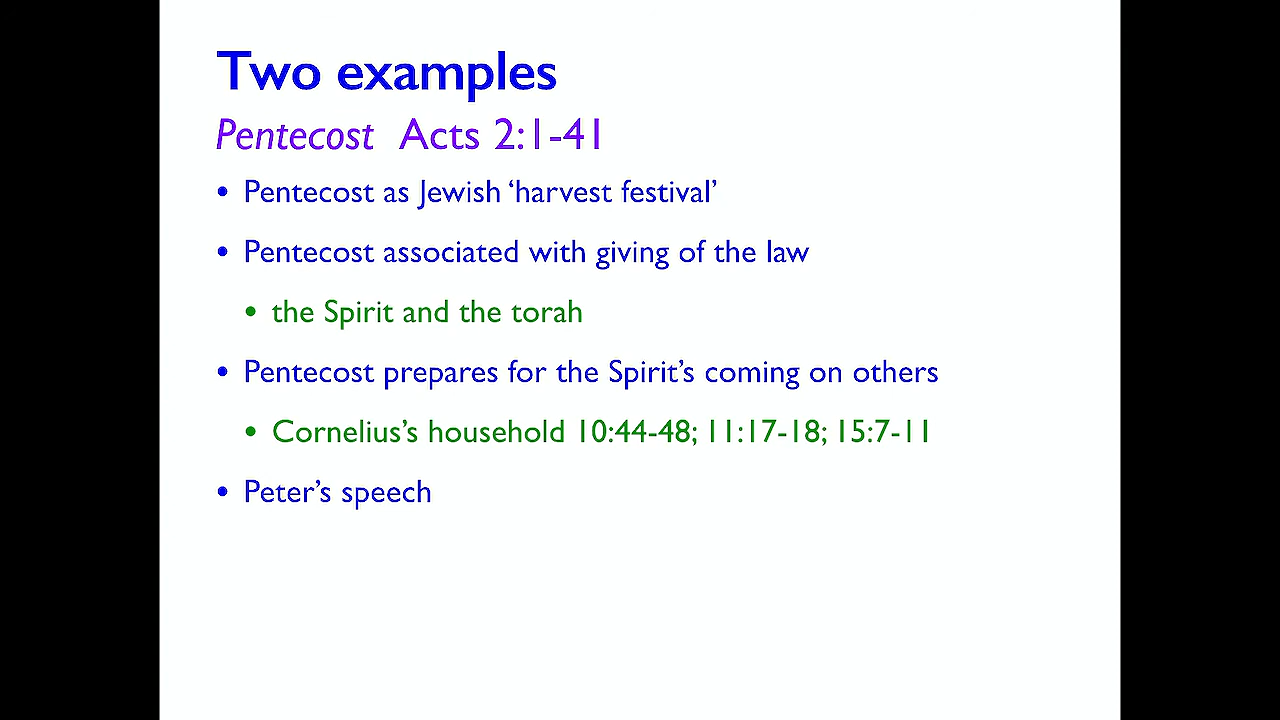 Two examples
Pentecost Acts 2:1-41
• Pentecost as Jewish ‘harvest festival’
• Pentecost associated with giving of the law
• the Spirit and the torah
• Pentecost prepares for the Spirit’s coming on others
• Cornelius’s household 10:44-48; 11:17-18; 15:7-11
• Peter’s speech